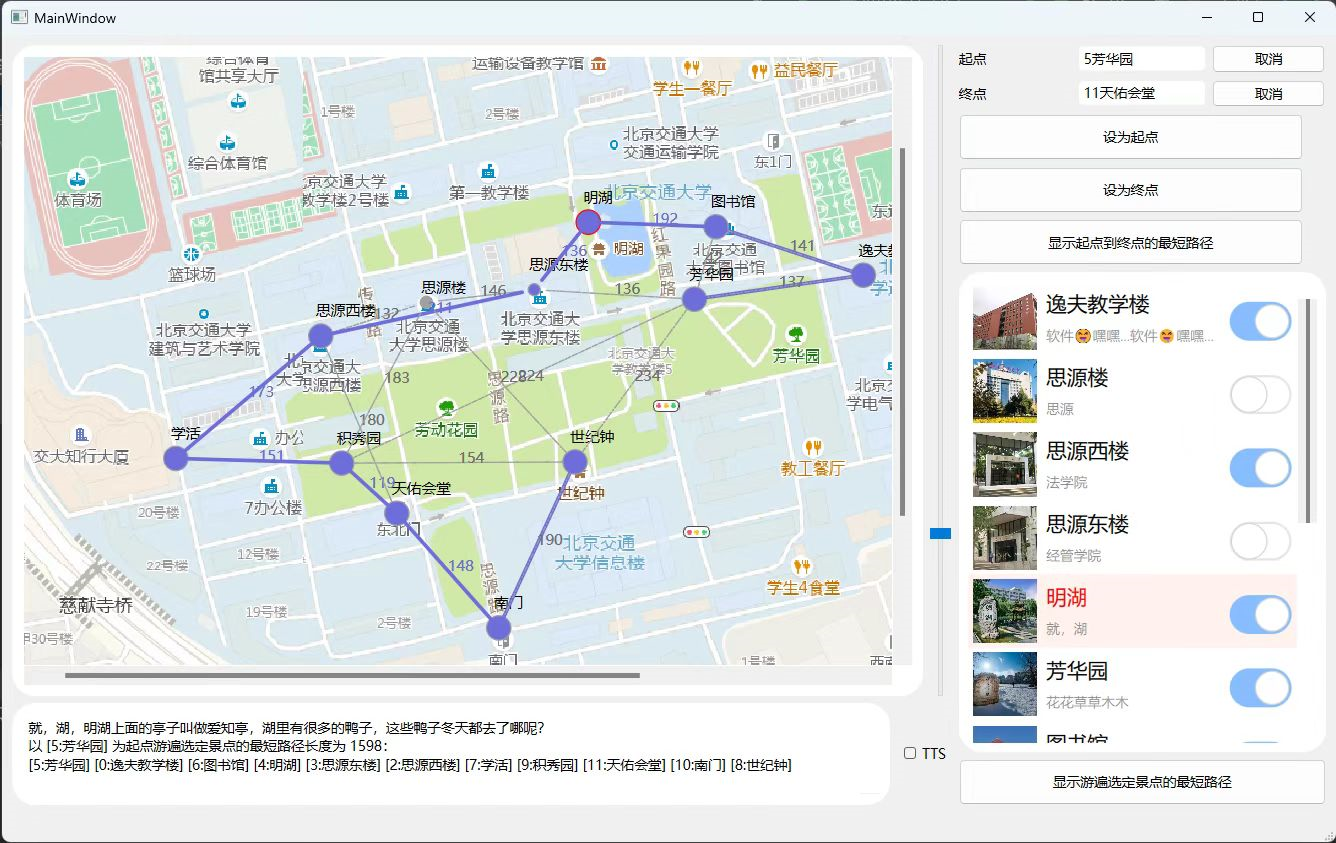 MainWindow
综合体育
馆共享大厅
运输设备教学馆
学生一餐厅
益民餐厅
1号楼
2号楼
综合体育馆
体育场
北京交通大学
交通运输学院
东1门
京交通大学
教学楼2号楼
第一教学楼
明湖
北京交通大学
图书馆
192
136
明湖
红果园路
北京交通
大学图书馆
141
逸夫教
篮球场
思源东楼
芳华园
137
思源楼
146
136
北京交通大学
建筑与艺术学院
思源西楼
132
211
北京交通
大学思源楼
北京交通大
学思源东楼
北京交通大
学教学楼5
芳华园
思源西楼
173
183
思源路
234
180
劳动花园
学活
办公
积秀园
世纪钟
交大知行大厦
151
154
119
天佑会堂
世纪钟
教工餐厅
7办公楼
20号楼
东北门
12号楼
22号楼
148
190
北京交通
大学信息楼
学生4食堂
慈献寺桥
19号楼
2号楼
南门
甲30号楼
南门
1号楼
就，湖，明湖上面的亭子叫做爱知亭，湖里有很多的鸭子，这些鸭子冬天都去了哪呢？
以 [5:芳华园] 为起点游遍选定景点的最短路径长度为 1598：
[5:芳华园] [0:逸夫教学楼] [6:图书馆] [4:明湖] [3:思源东楼] [2:思源西楼] [7:学活] [9:积秀园] [11:天佑会堂] [10:南门] [8:世纪钟]
TTS
起点 5芳华园 取消
终点 11天佑会堂 取消
设为起点
设为终点
显示起点到终点的最短路径
逸夫教学楼
软件😆嘿嘿...软件😆嘿嘿...
思源楼
思源
思源西楼
法学院
思源东楼
经管学院
明湖
就，湖
芳华园
花花草草木木
图书馆
显示游遍选定景点的最短路径